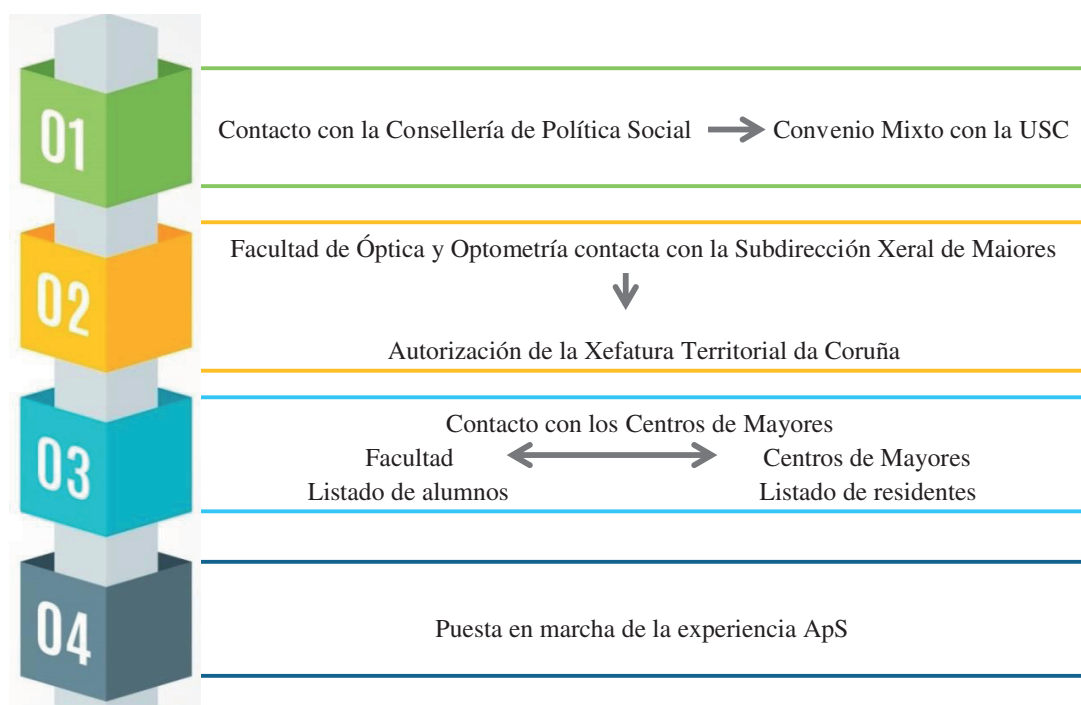 01
Contacto con la Consellería de Política Social Convenio Mixto con la USC
02
Facultad de Óptica y Optometría contacta con la Subdirección Xeral de Maiores
Autorización de la Xefatura Territorial da Coruña
03
Contacto con los Centros de Mayores
Facultad Centros de Mayores
Listado de alumnos Listado de residentes
04
Puesta en marcha de la experiencia ApS